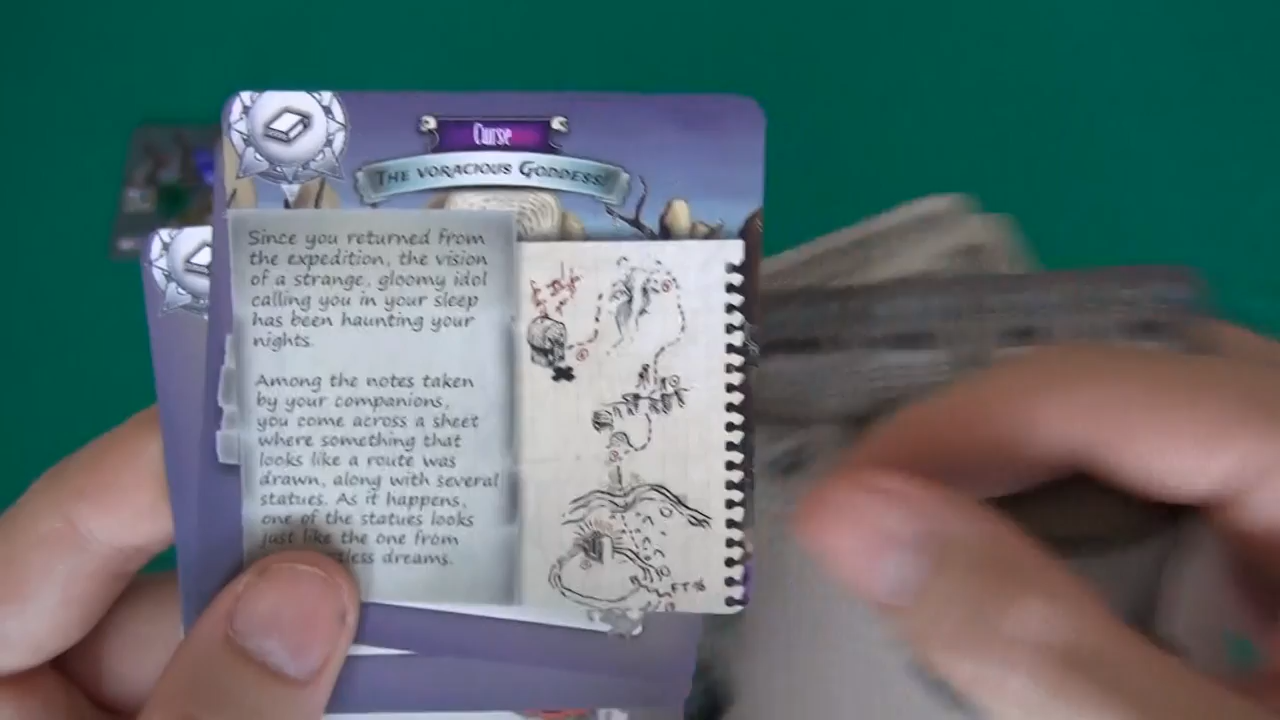 Curse
THE VORACIOUS GODDESS!
Since you returned from
the expedition, the vision
of a strange, gloomy idol
calling you in your sleep
has been haunting your
nights.
Among the notes taken
by your companions,
you come across a sheet
where something that
looks like a route was
drawn, along with several
statues. As it happens,
one of the statues looks
just like the one from
less dreams.